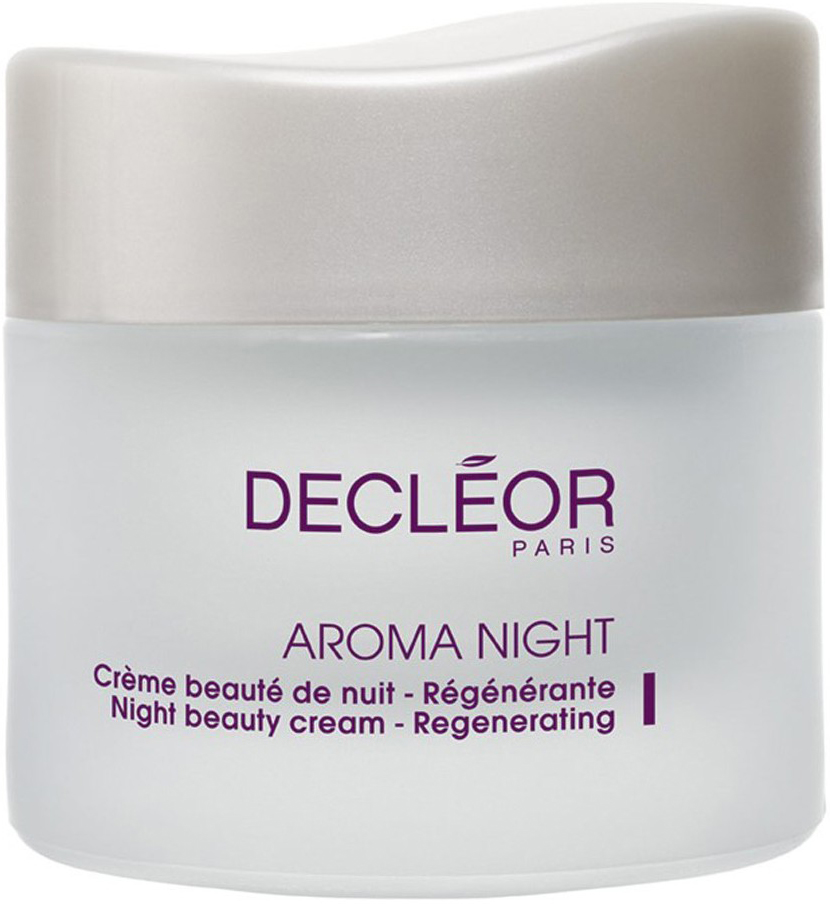 DECLÉOR
PARIS
AROMA NIGHT
Crème beauté de nuit - Régénérante
Night beauty cream - Regenerating